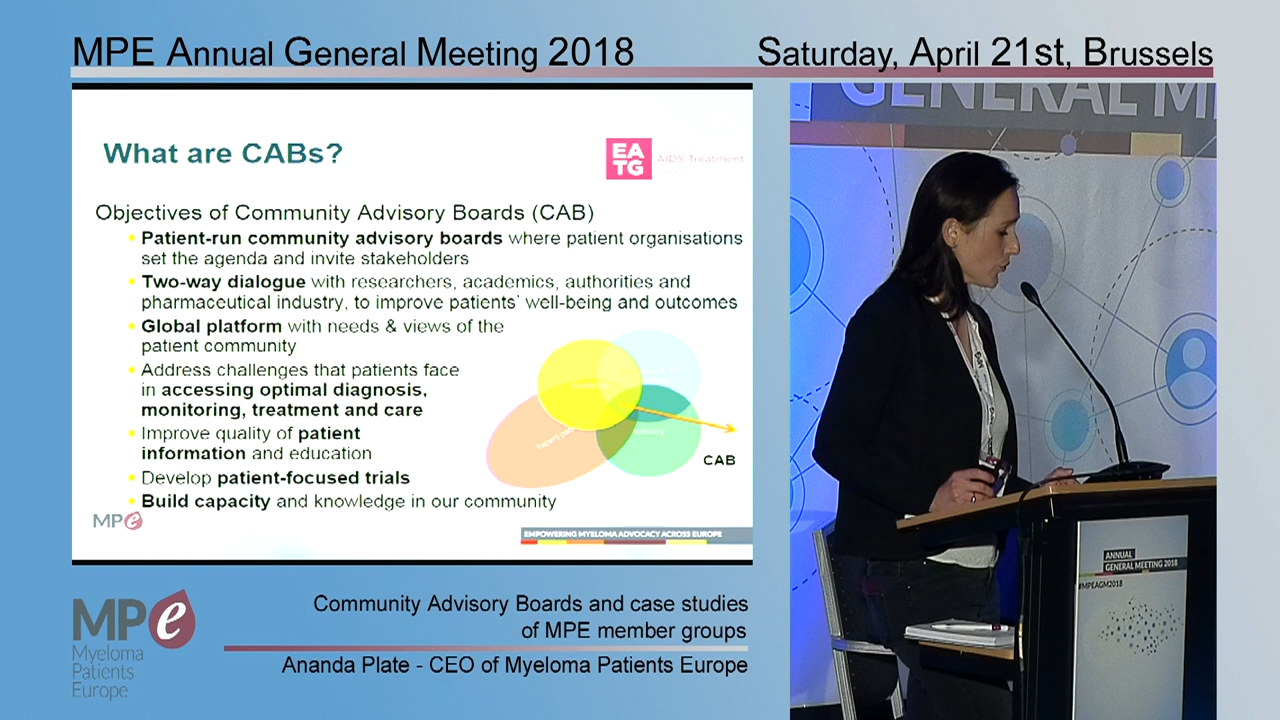 MPE Annual General Meeting 2018
Saturday, April 21st, Brussels
What are CABs?
EA
TG
AIDS Treatment
Objectives of Community Advisory Boards (CAB)
• Patient-run community advisory boards where patient organisations
set the agenda and invite stakeholders
• Two-way dialogue with researchers, academics, authorities and
pharmaceutical industry, to improve patients' well-being and outcomes
• Global platform with needs & views of the
patient community
• Address challenges that patients face
in accessing optimal diagnosis,
monitoring, treatment and care
• Improve quality of patient
information and education
• Develop patient-focused trials
• Build capacity and knowledge in our community
Expert
Industry
CAB
MPe
EMPOWERING MYELOMA ADVOCACY ACROSS EUROPE
GENERAL M
ANNUAL
GENERAL MEETING 2018
#MPEAGM2018
MPe
Myeloma
Patients
Europe
Community Advisory Boards and case studies
of MPE member groups
Ananda Plate - CEO of Myeloma Patients Europe